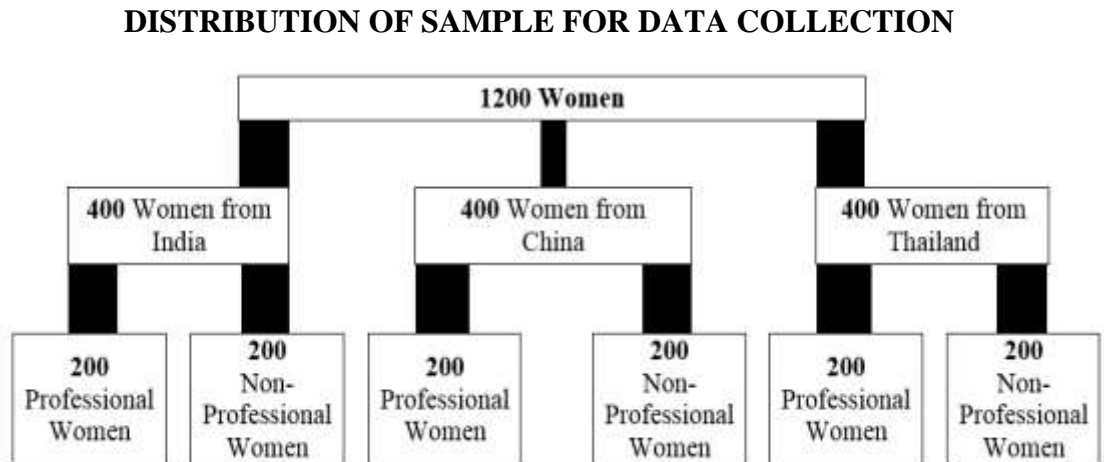 DISTRIBUTION OF SAMPLE FOR DATA COLLECTION
1200 Women
400 Women from
India
400 Women from
China
400 Women from
Thailand
200
Professional
Women
200
Non-
Professional
Women
200
Professional
Women
200
Non-
Professional
Women
200
Professional
Women
200
Non-
Professional
Women